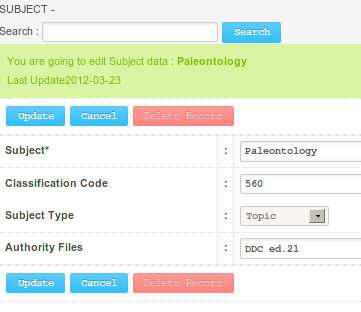 SUBJECT -
Search : Search
You are going to edit Subject data : Paleontology
Last Update2012-03-23
Update Cancel Delete Record
Subject* : Paleontology
Classification Code : 560
Subject Type : Topic
Authority Files : DDC ed.21
Update Cancel Delete Record